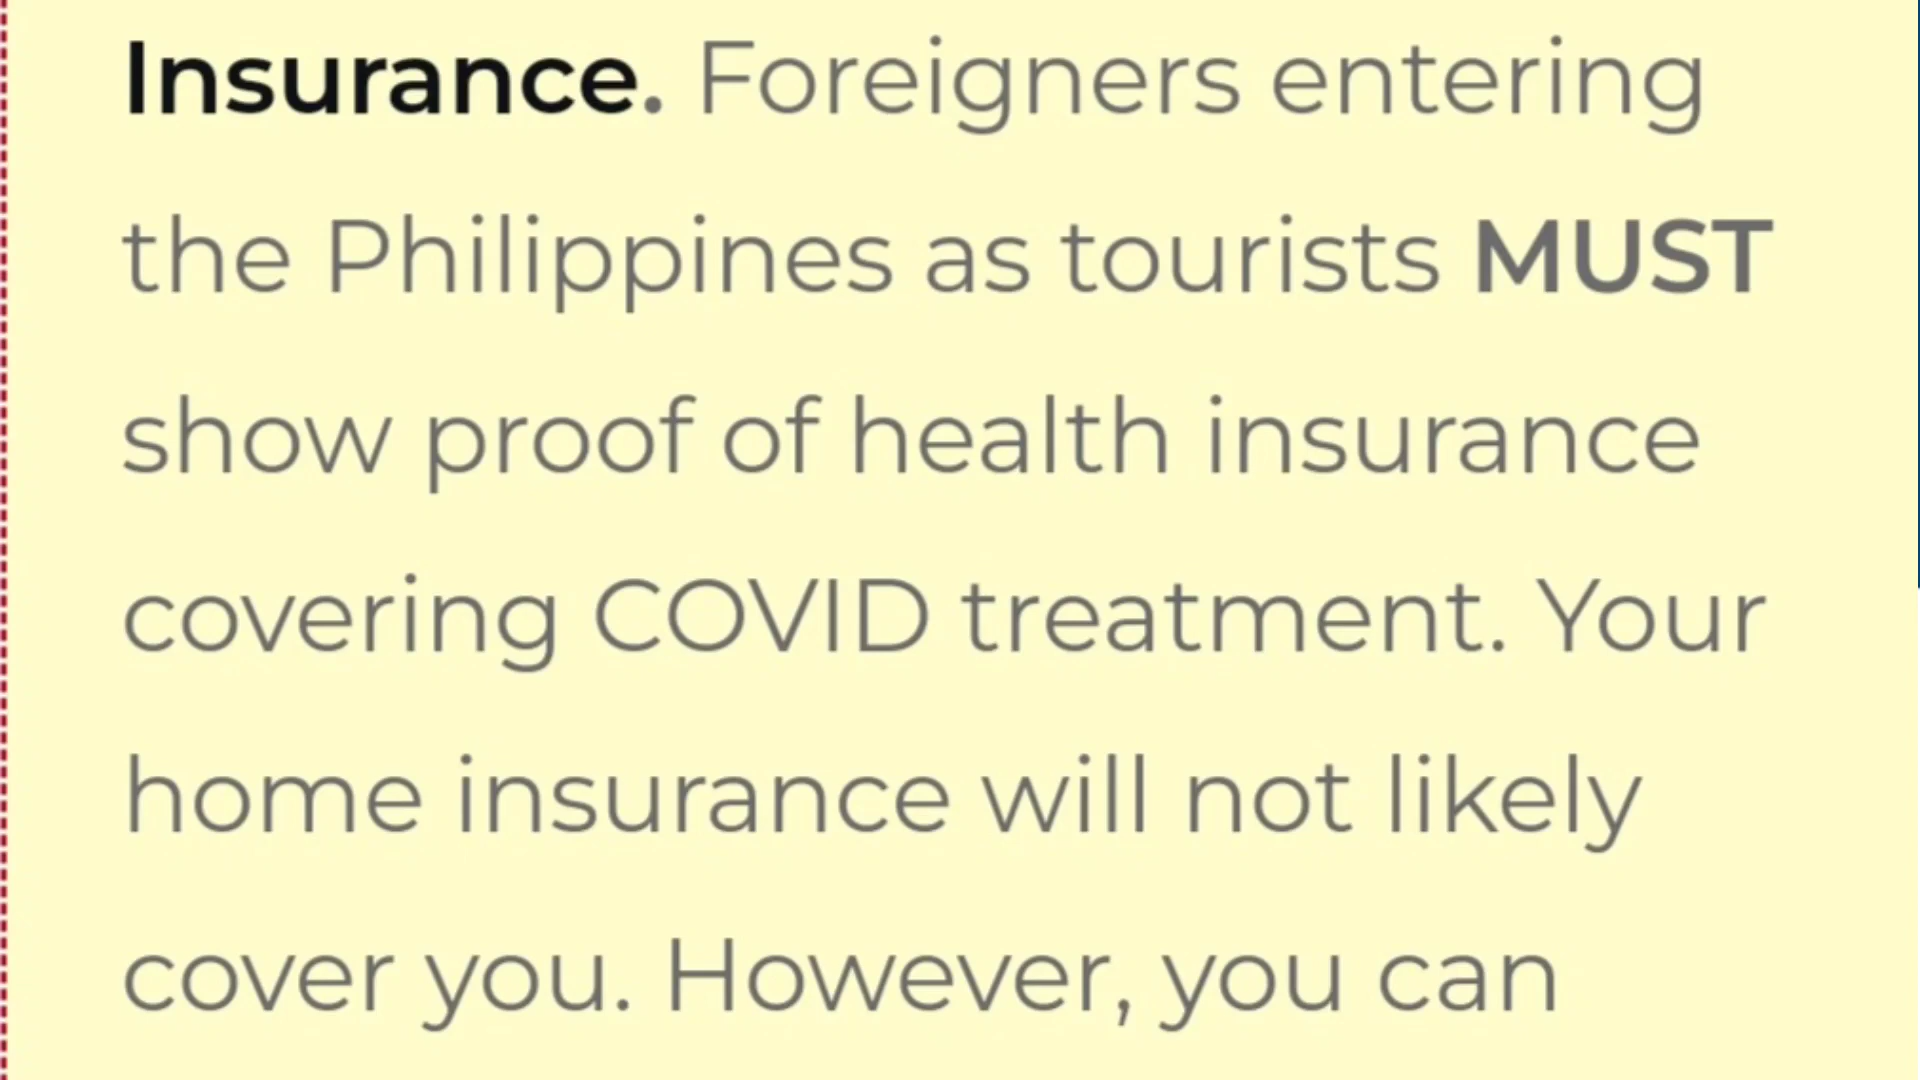 Insurance. Foreigners entering
the Philippines as tourists MUST
show proof of health insurance
covering COVID treatment. Your
home insurance will not likely
cover you. However, you can